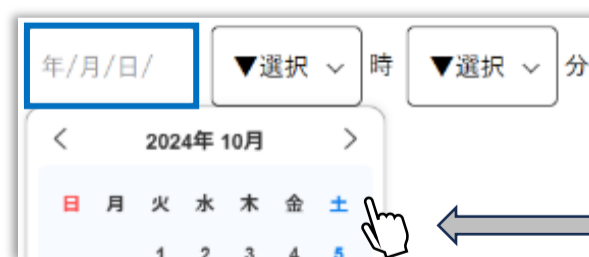 年/月/日/ ▼選択 時 ▼選択 分
2024年 10月
日 月 火 水 木 金 土
1 2 3 4 5